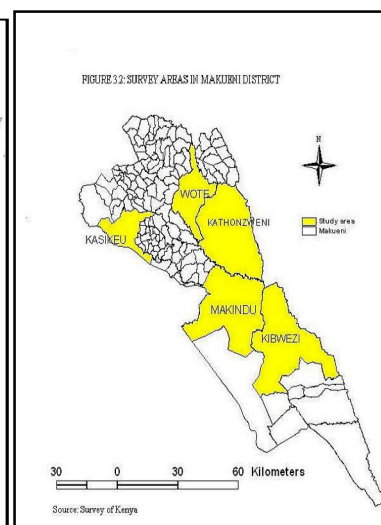 FIGURE 3.2: SURVEY AREAS IN MAKUENI DISTRICT
N
WOTE
KATHONZWENI
Study area
Makueni
KASIKEU
MAKINDU
KIBWEZI
30 0 30 60 Kilometers
Source: Survey of Kenya